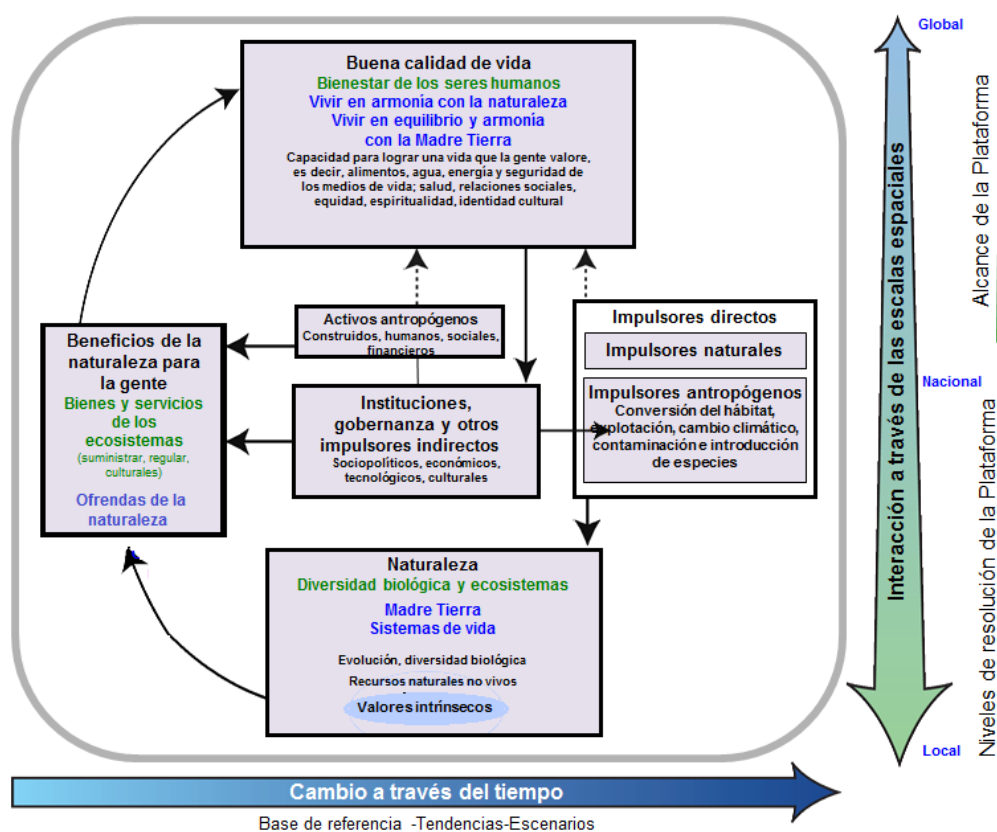 Global
Buena calidad de vida
Bienestar de los seres humanos
Vivir en armonía con la naturaleza
Vivir en equilibrio y armonía
con la Madre Tierra
Capacidad para lograr una vida que la gente valore,
es decir, alimentos, agua, energía y seguridad de
los medios de vida; salud, relaciones sociales,
equidad, espiritualidad, identidad cultural
Activos antropógenos
Construidos, humanos, sociales,
financieros
Beneficios de la
naturaleza para
la gente
Bienes y servicios
de los
ecosistemas
(suministrar, regular,
culturales)
Ofrendas de la
naturaleza
Instituciones,
gobernanza y otros
impulsores indirectos
Sociopolíticos, económicos,
tecnológicos, culturales
Impulsores directos
Impulsores naturales
Impulsores antropógenos
Conversión del hábitat,
explotación, cambio climático,
contaminación e introducción
de especies
Naturaleza
Diversidad biológica y ecosistemas
Madre Tierra
Sistemas de vida
Evolución, diversidad biológica
Recursos naturales no vivos
Valores intrínsecos
Interacción a través de las escalas espaciales
Nacional
Local
Alcance de la Plataforma
Niveles de resolución de la Plataforma
Cambio a través del tiempo
Base de referencia -Tendencias-Escenarios